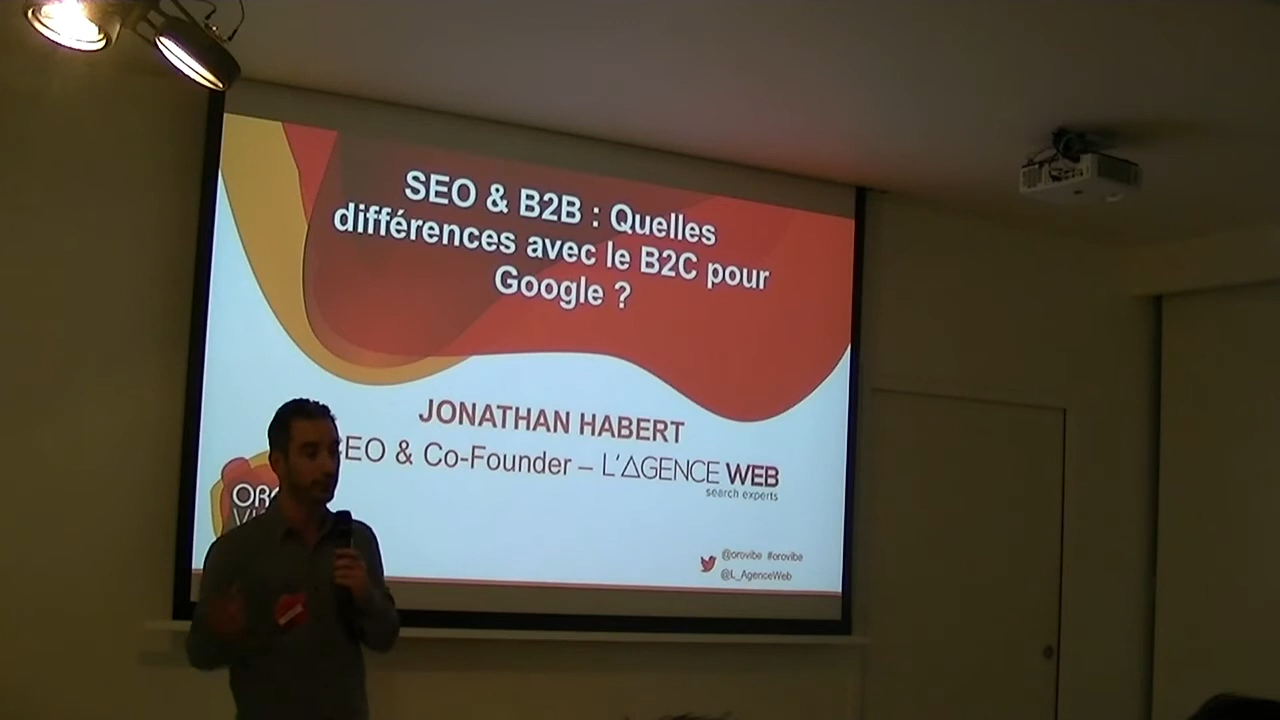 SEO & B2B : Quelles
différences avec le B2C pour
Google ?
JONATHAN HABERT
CEO & Co-Founder – L'AGENCE WEB
search experts
@orovibe #orovibe
@L_AgenceWeb